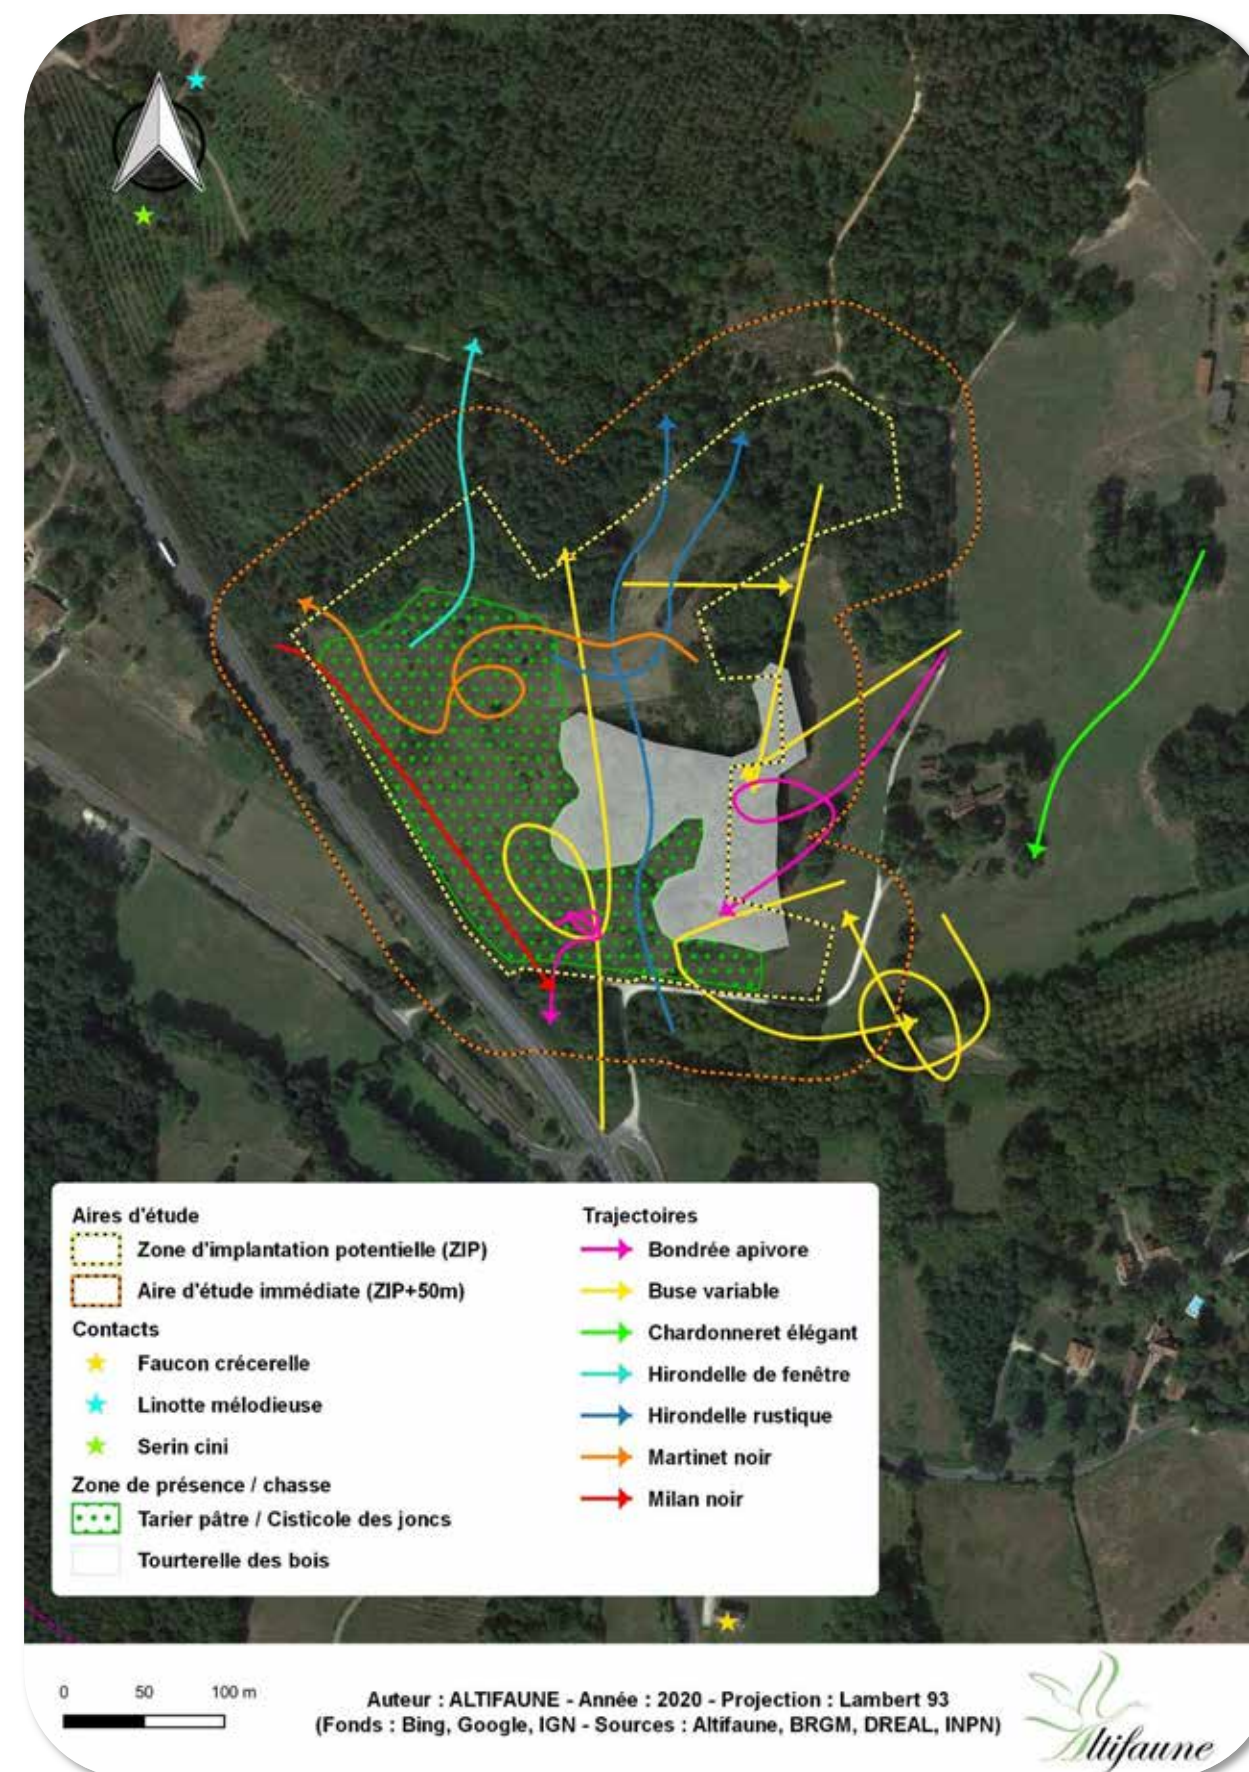 Aires d'étude
Zone d'implantation potentielle (ZIP)
Aire d'étude immédiate (ZIP+50m)
Contacts
Faucon crécerelle
Linotte mélodieuse
Serin cini
Zone de présence / chasse
Tarier pâtre / Cisticole des joncs
Tourterelle des bois
Trajectoires
Bondrée apivore
Buse variable
Chardonneret élégant
Hirondelle de fenêtre
Hirondelle rustique
Martinet noir
Milan noir
0 50 100 m
Auteur : ALTIFAUNE - Année : 2020 - Projection : Lambert 93
(Fonds : Bing, Google, IGN - Sources : Altifaune, BRGM, DREAL, INPN)
Altifaune